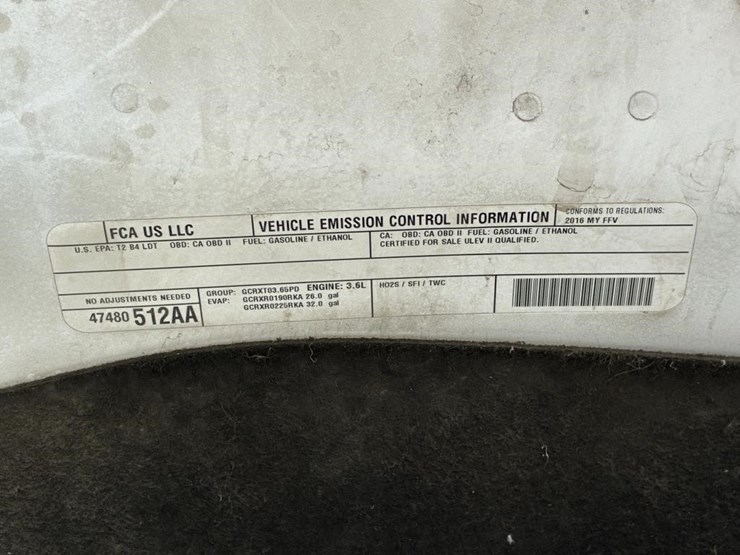 FCA US LLC
VEHICLE EMISSION CONTROL INFORMATION
CONFORMS TO REGULATIONS:
2016 MY FFV
U.S. EPA: T2 B4 LDT OBD: CA OBD II FUEL: GASOLINE / ETHANOL
CA: OBD: CA OBD II FUEL: GASOLINE / ETHANOL
CERTIFIED FOR SALE ULEV II QUALIFIED.
NO ADJUSTMENTS NEEDED
47480 512AA
GROUP: GCRXT03.65PD ENGINE: 3.6L
EVAP: GCRXR0190RKA 26.0 gal
GCRXR0225RKA 32.0 gal
HO2S / SFI / TWC